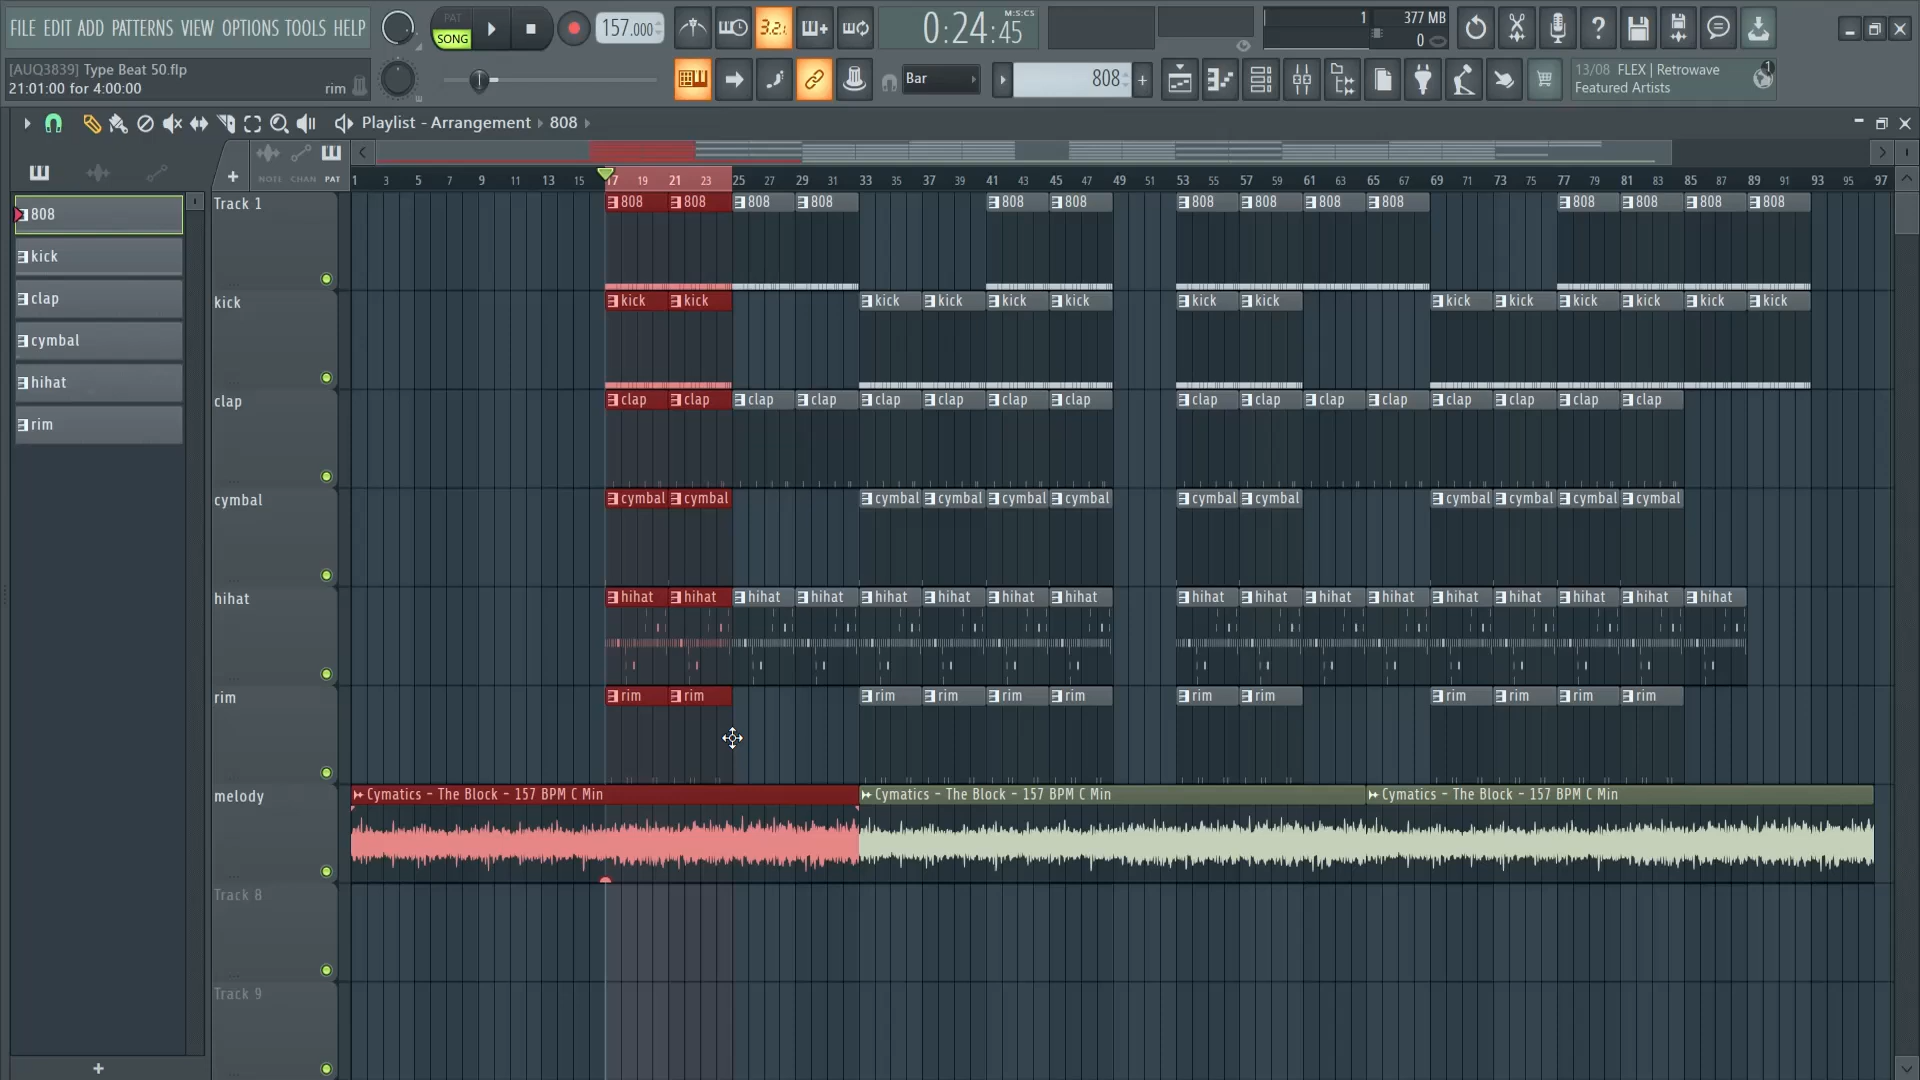 FILE EDIT ADD PATTERNS VIEW OPTIONS TOOLS HELP
PAT
SONG
157.000
3.2.
0:24:45
M:S:CS
1
377 MB
0
[AUQ3839] Type Beat 50.flp
21:01:00 for 4:00:00
rim
Bar
808
13/08 FLEX | Retrowave
Featured Artists
1
Playlist - Arrangement 808
NOTE CHAN PAT
1 3 5 7 9 11 13 15 17 19 21 23 25 27 29 31 33 35 37 39 41 43 45 47 49 51 53 55 57 59 61 63 65 67 69 71 73 75 77 79 81 83 85 87 89 91 93 95 97
808
kick
clap
cymbal
hihat
rim
Track 1
808 808 808 808 808 808 808 808 808 808 808 808 808 808
kick
kick kick kick kick kick kick kick kick kick kick kick kick kick kick
clap
clap clap clap clap clap clap clap clap clap clap clap clap clap clap clap clap
cymbal
cymbal cymbal cymbal cymbal cymbal cymbal cymbal cymbal cymbal cymbal cymbal cymbal
hihat
hihat hihat hihat hihat hihat hihat hihat hihat hihat hihat hihat hihat hihat hihat hihat hihat hihat
rim
rim rim rim rim rim rim rim rim rim rim rim rim
melody
Cymatics - The Block - 157 BPM C Min Cymatics - The Block - 157 BPM C Min Cymatics - The Block - 157 BPM C Min
Track 8
Track 9